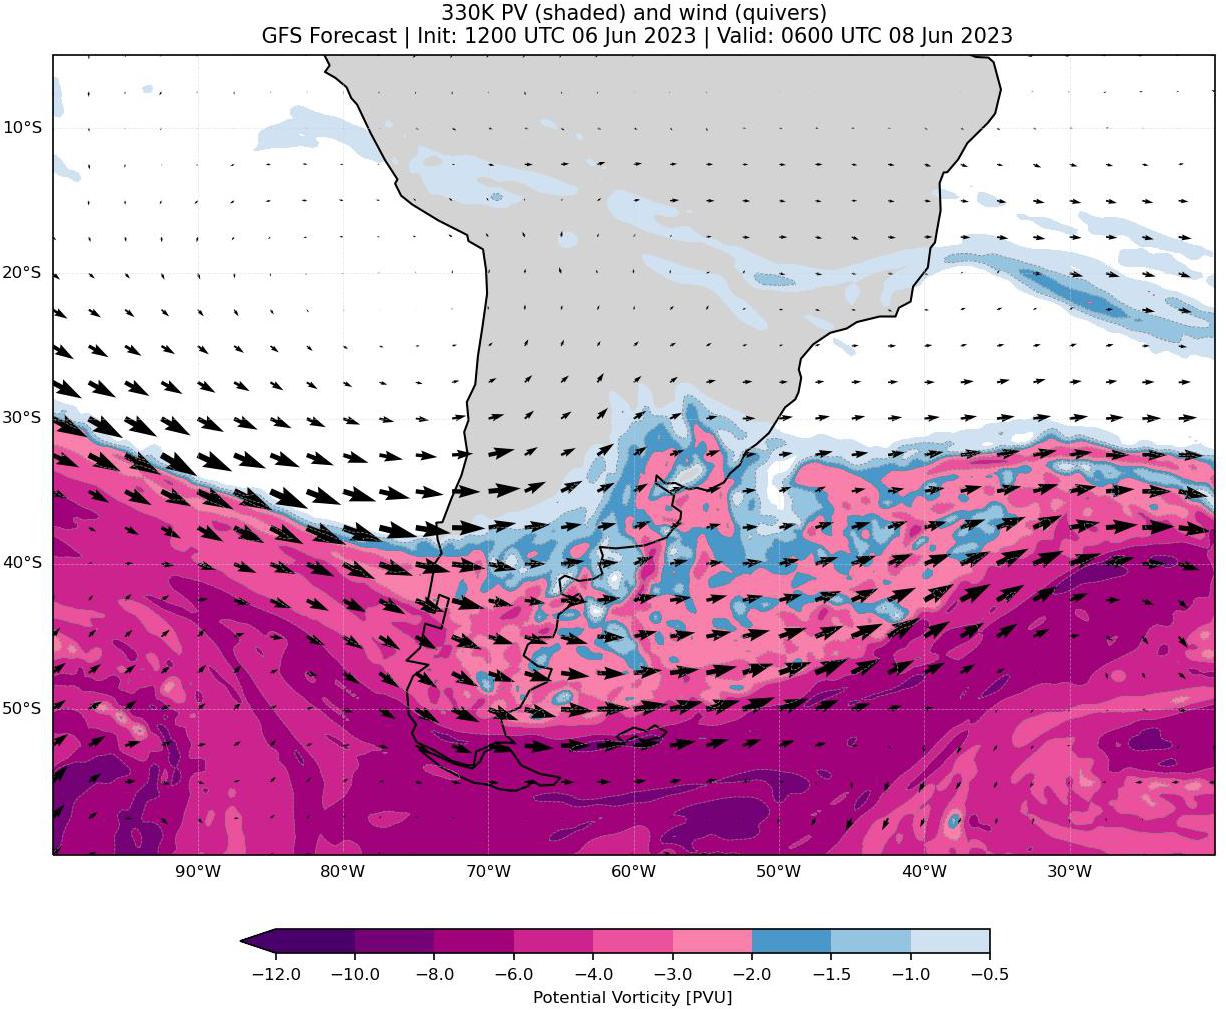 330K PV (shaded) and wind (quivers)
GFS Forecast | Init: 1200 UTC 06 Jun 2023 | Valid: 0600 UTC 08 Jun 2023
10°S
20°S
30°S
40°S
50°S
90°W 80°W 70°W 60°W 50°W 40°W 30°W
−12.0 −10.0 −8.0 −6.0 −4.0 −3.0 −2.0 −1.5 −1.0 −0.5
Potential Vorticity [PVU]